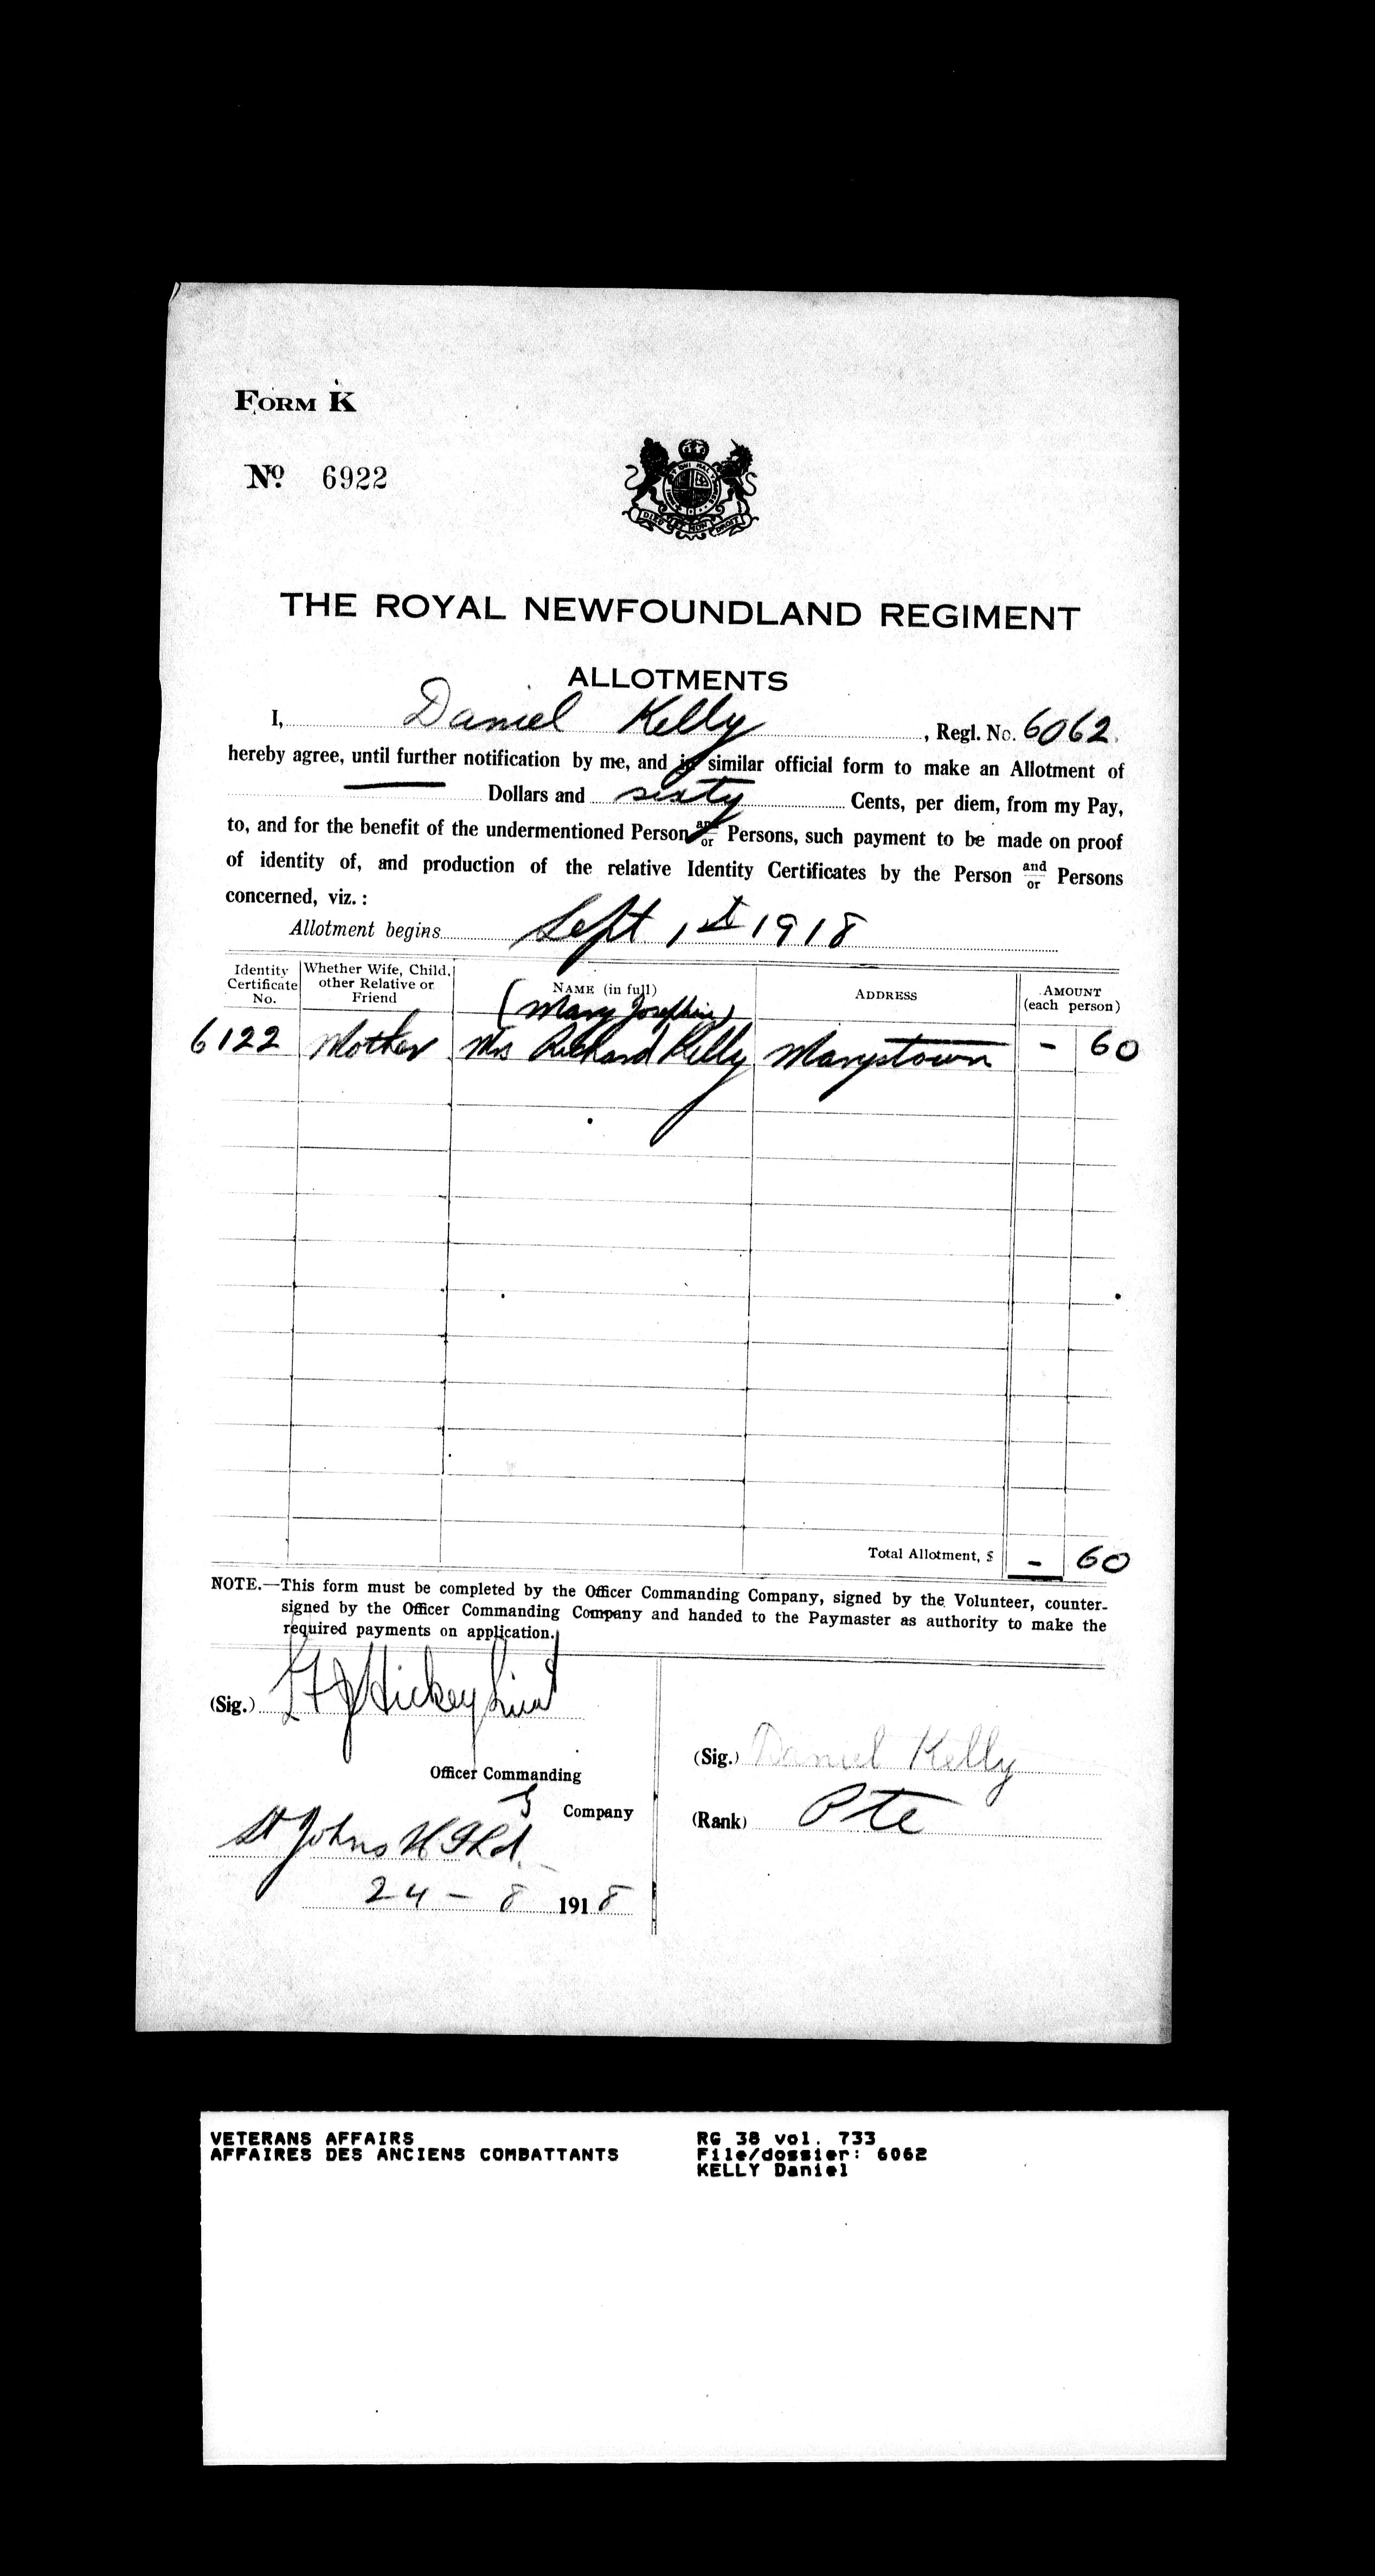 FORM K
No. 6922
THE ROYAL NEWFOUNDLAND REGIMENT
ALLOTMENTS
I, Daniel Kelly, Regl. No. 6062.
hereby agree, until further notification by me, and in similar official form to make an Allotment of
— Dollars and sixty Cents, per diem, from my Pay,
to, and for the benefit of the undermentioned Person and/or Persons, such payment to be made on proof
of identity of, and production of the relative Identity Certificates by the Person and/or Persons
concerned, viz.:
Allotment begins Sept 1st 1918
Identity Certificate No. Whether Wife, Child, other Relative or Friend NAME (in full) ADDRESS AMOUNT (each person)
(Mary Josephine)
6122 Mother Mrs Richard Kelly Marystown - 60
Total Allotment, $ - 60
NOTE.—This form must be completed by the Officer Commanding Company, signed by the Volunteer, counter-
signed by the Officer Commanding Company and handed to the Paymaster as authority to make the
required payments on application.
(Sig.) Hickey Lieut
Officer Commanding
Company
St Johns Nfld.
24 - 8 1918
(Sig.) Daniel Kelly
(Rank) Pte
VETERANS AFFAIRS
AFFAIRES DES ANCIENS COMBATTANTS
RG 38 vol. 733
File/dossier: 6062
KELLY Daniel